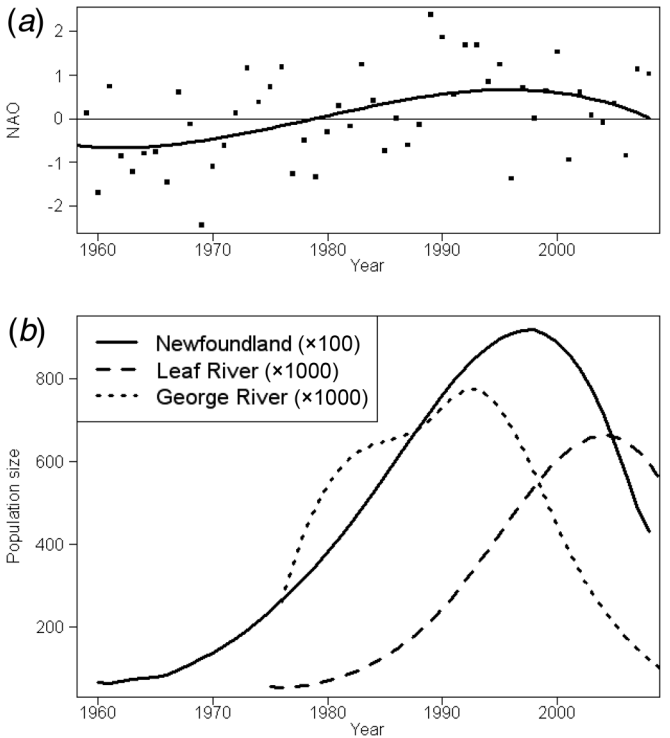 (a)
NAO
2
1
0
-1
-2
1960 1970 1980 1990 2000
Year
(b)
Newfoundland (×100)
Leaf River (×1000)
George River (×1000)
Population size
800
600
400
200
1960 1970 1980 1990 2000
Year